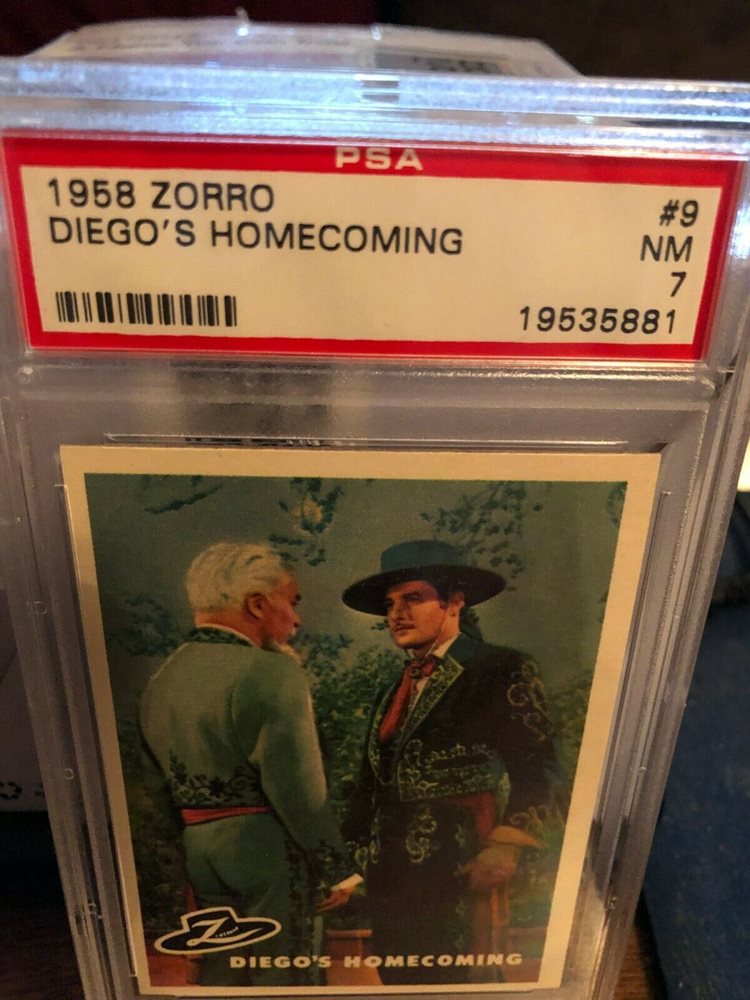 PSA
1958 ZORRO
#9
DIEGO'S HOMECOMING
NM
7
19535881
Z
DIEGO'S HOMECOMING